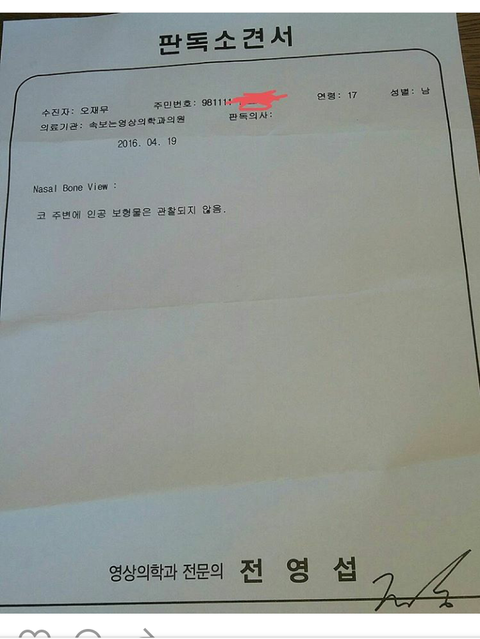 판독소견서
수진자: 오재무 주민번호: 98111 연령: 17 성별: 남
의료기관: 속보는영상의학과의원 판독의사:
2016. 04. 19
Nasal Bone View :
코 주변에 인공 보형물은 관찰되지 않음.
영상의학과 전문의 전 영 섭